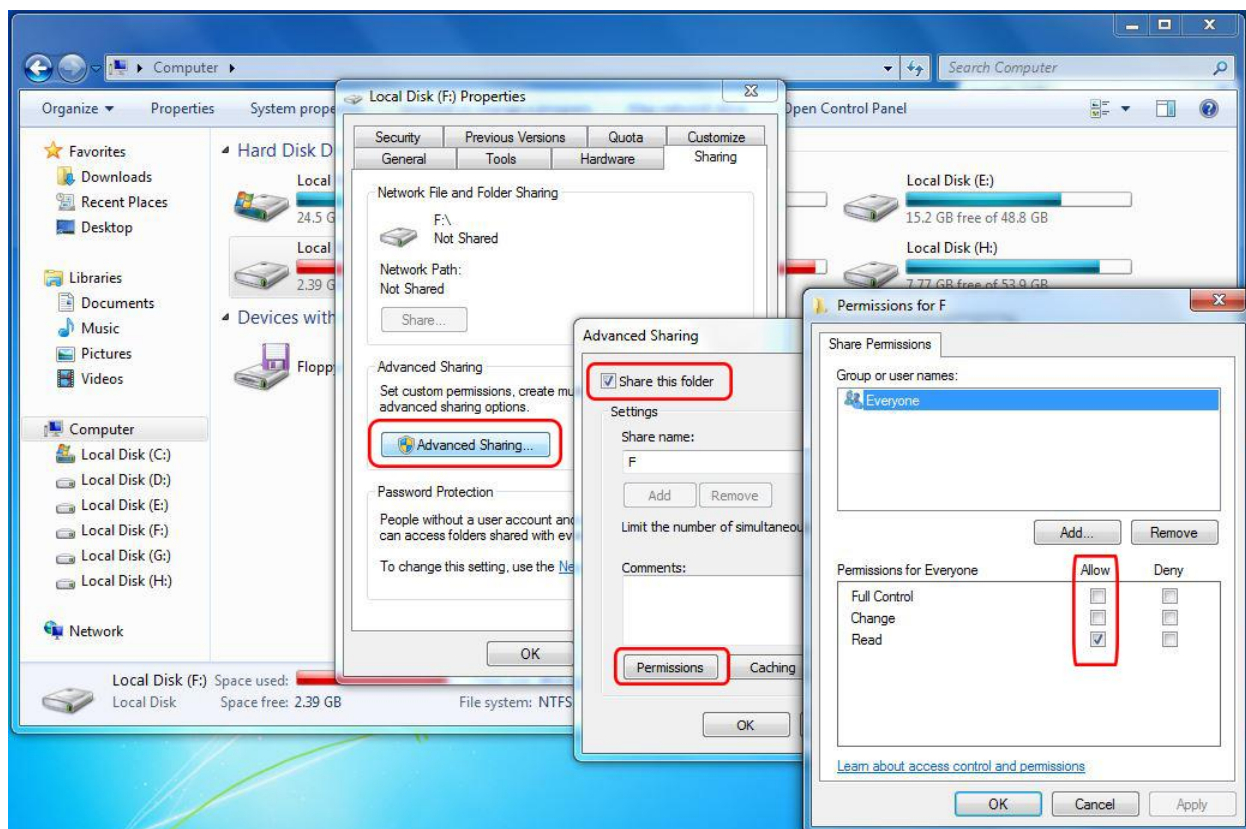 Computer
Search Computer
Organize
Properties
System prope
Open Control Panel
Favorites
Downloads
Recent Places
Desktop
Libraries
Documents
Music
Pictures
Videos
Computer
Local Disk (C:)
Local Disk (D:)
Local Disk (E:)
Local Disk (F:)
Local Disk (G:)
Local Disk (H:)
Network
Hard Disk D
Local
24.5 G
Local
2.39 G
Devices with
Flopp
Local Disk (E:)
15.2 GB free of 48.8 GB
Local Disk (H:)
7.77 GB free of 53.9 GB
Local Disk (F:) Space used:
Local Disk Space free: 2.39 GB File system: NTFS
Local Disk (F:) Properties
Security Previous Versions Quota Customize
General Tools Hardware Sharing
Network File and Folder Sharing
F:\
Not Shared
Network Path:
Not Shared
Share...
Advanced Sharing
Set custom permissions, create mu
advanced sharing options.
Advanced Sharing...
Password Protection
People without a user account and
can access folders shared with ev
To change this setting, use the Ne
OK
Advanced Sharing
Share this folder
Settings
Share name:
F
Add Remove
Limit the number of simultaneou
Comments:
Permissions Caching
OK
Permissions for F
Share Permissions
Group or user names:
Everyone
Add... Remove
Permissions for Everyone Allow Deny
Full Control
Change
Read
Learn about access control and permissions
OK Cancel Apply